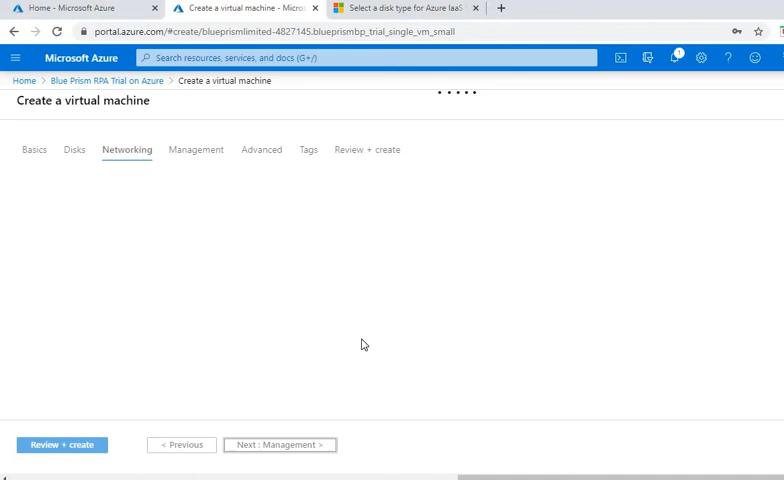 Home - Microsoft Azure
Create a virtual machine - Micros
Select a disk type for Azure IaaS
portal.azure.com/#create/blueprismlimited-4827145.blueprismbp_trial_single_vm_small
Microsoft Azure
Search resources, services, and docs (G+/)
1
Home > Blue Prism RPA Trial on Azure > Create a virtual machine
Create a virtual machine
Basics Disks Networking Management Advanced Tags Review + create
Review + create
< Previous
Next : Management >